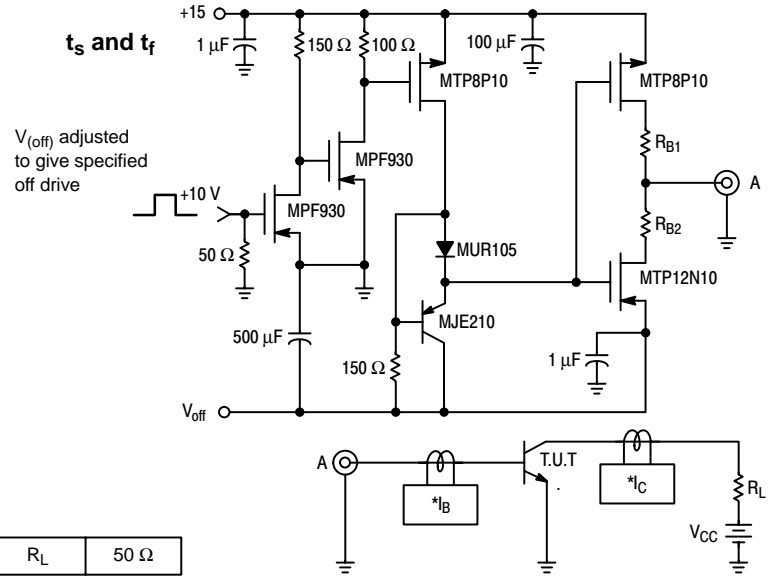 t_s and t_f
+15
1 μF
150 Ω
100 Ω
100 μF
MTP8P10
MTP8P10
V_(off) adjusted
to give specified
off drive
+10 V
MPF930
MPF930
R_B1
A
R_B2
50 Ω
MUR105
MTP12N10
500 μF
MJE210
150 Ω
1 μF
V_off
A
*I_B
T.U.T
*I_C
R_L
V_CC
R_L 50 Ω